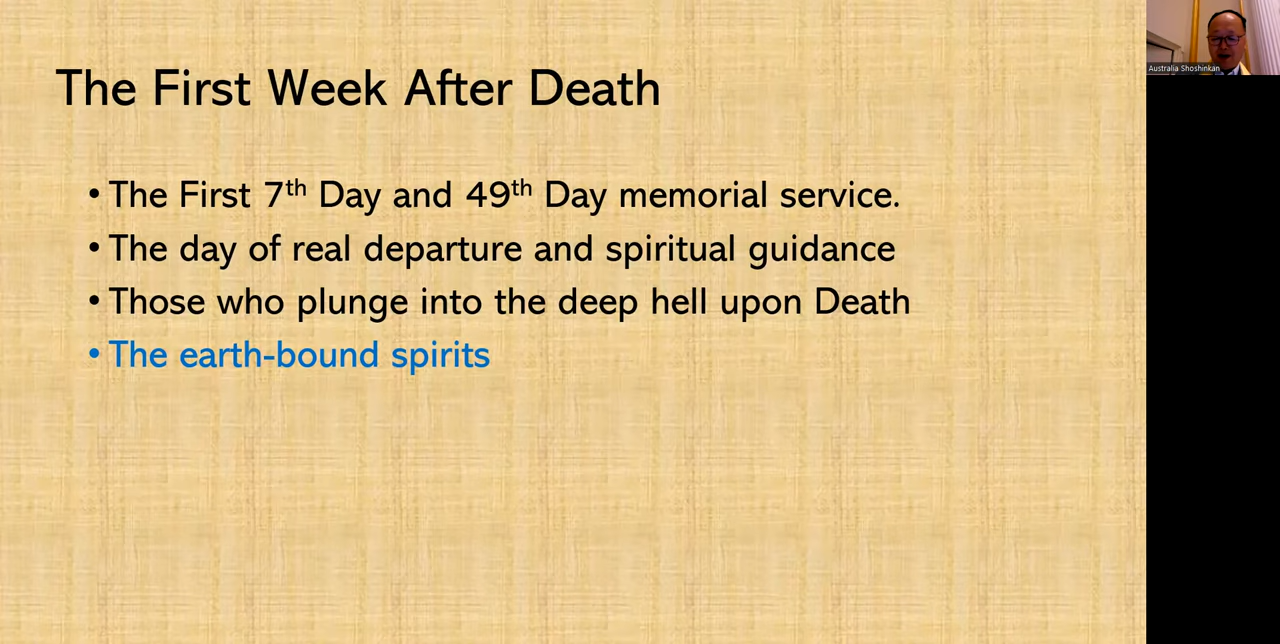 The First Week After Death
• The First 7th Day and 49th Day memorial service.
• The day of real departure and spiritual guidance
• Those who plunge into the deep hell upon Death
• The earth-bound spirits
Australia Shoshinkan